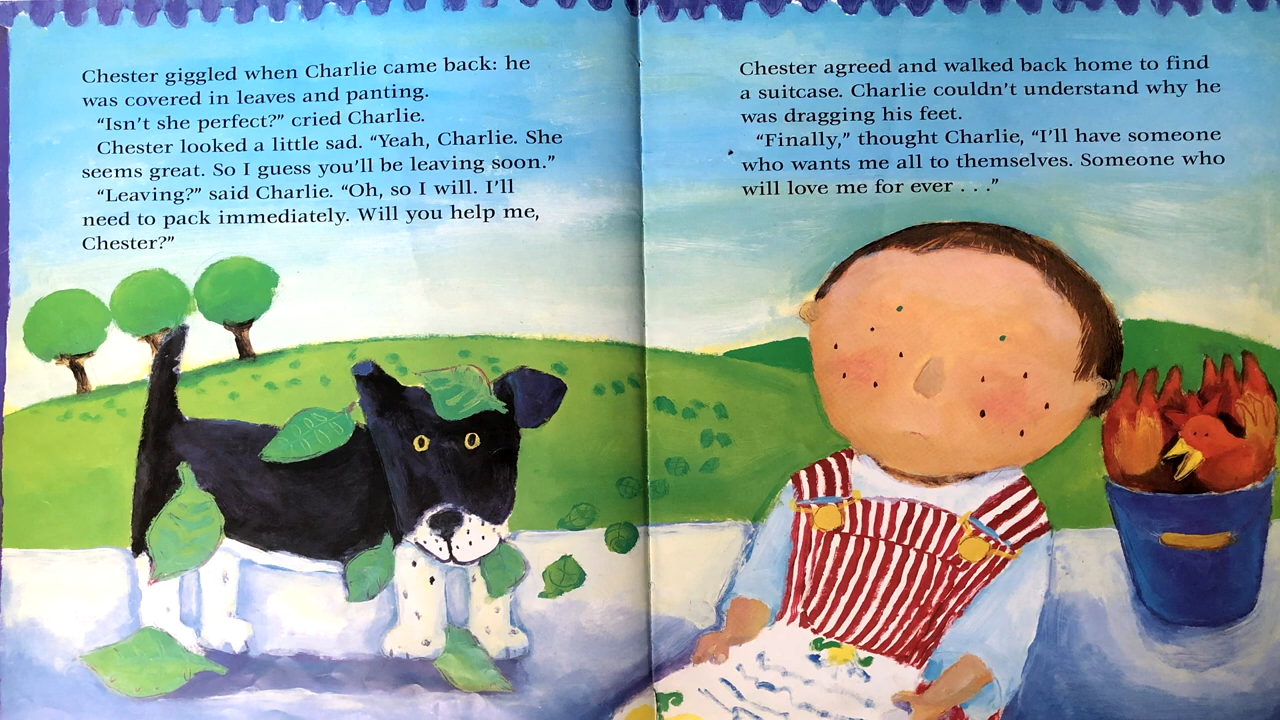 Chester giggled when Charlie came back: he
was covered in leaves and panting.
“Isn’t she perfect?” cried Charlie.
Chester looked a little sad. “Yeah, Charlie. She
seems great. So I guess you’ll be leaving soon.”
“Leaving?” said Charlie. “Oh, so I will. I’ll
need to pack immediately. Will you help me,
Chester?”
Chester agreed and walked back home to find
a suitcase. Charlie couldn’t understand why he
was dragging his feet.
“Finally,” thought Charlie, “I’ll have someone
who wants me all to themselves. Someone who
will love me for ever . . .”